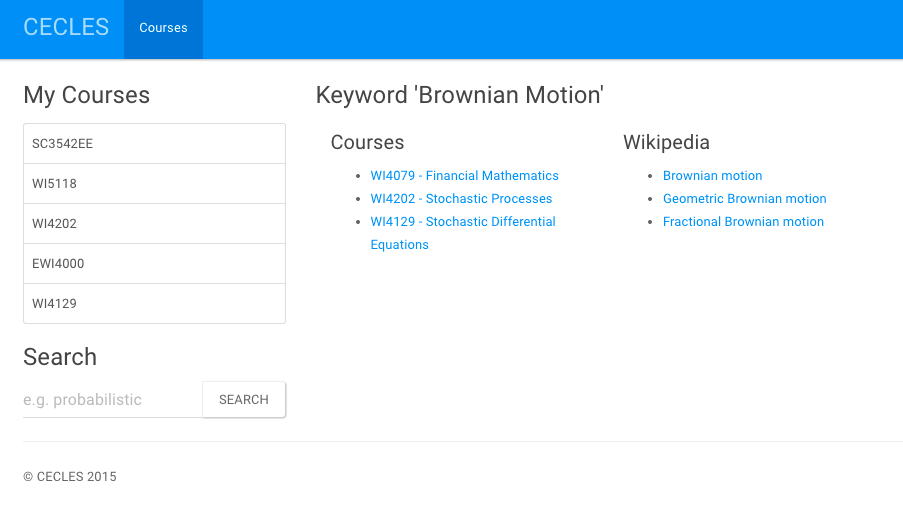 CECLES
Courses
My Courses
SC3542EE
WI5118
WI4202
EWI4000
WI4129
Search
e.g. probabilistic
SEARCH
Keyword 'Brownian Motion'
Courses
WI4079 - Financial Mathematics
WI4202 - Stochastic Processes
WI4129 - Stochastic Differential
Equations
Wikipedia
Brownian motion
Geometric Brownian motion
Fractional Brownian motion
© CECLES 2015